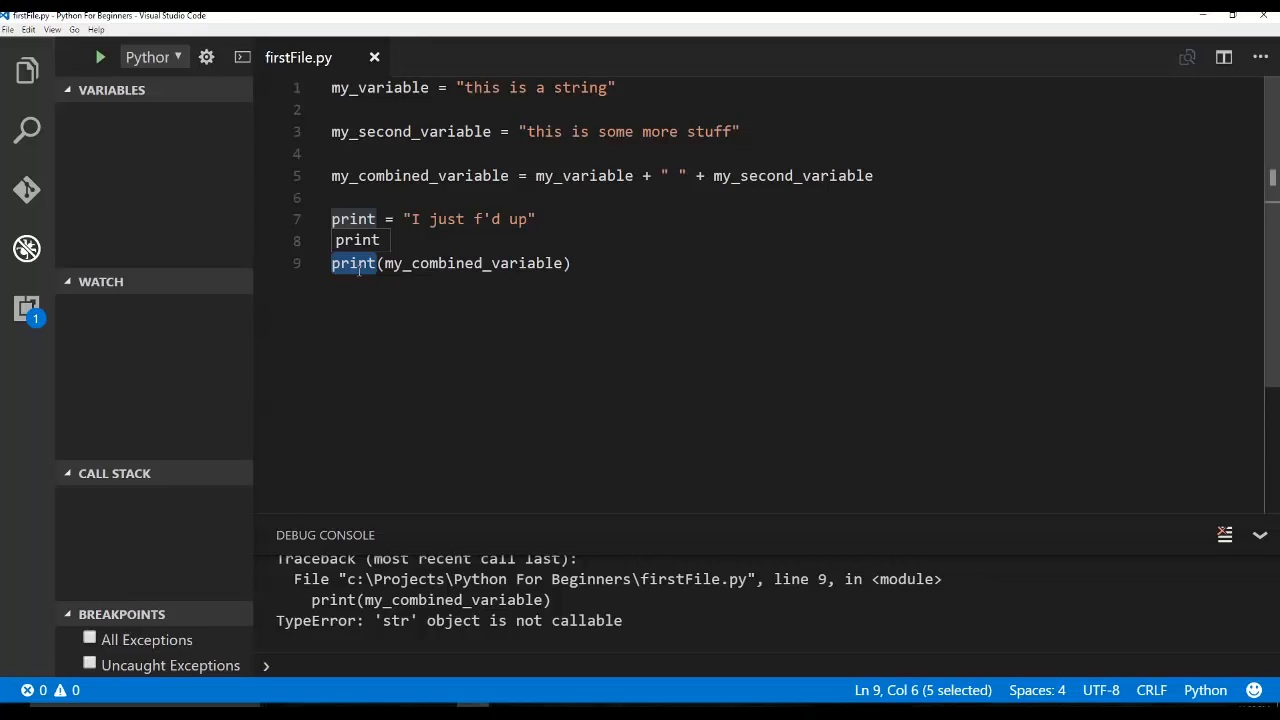 firstFile.py - Python For Beginners - Visual Studio Code
File Edit View Go Help
Python
firstFile.py
VARIABLES
WATCH
CALL STACK
BREAKPOINTS
All Exceptions
Uncaught Exceptions
1
1 my_variable = "this is a string"
2
3 my_second_variable = "this is some more stuff"
4
5 my_combined_variable = my_variable + " " + my_second_variable
6
7 print = "I just f'd up"
8 print
9 print(my_combined_variable)
DEBUG CONSOLE
Traceback (most recent call last):
File "c:\Projects\Python For Beginners\firstFile.py", line 9, in <module>
print(my_combined_variable)
TypeError: 'str' object is not callable
0 0 Ln 9, Col 6 (5 selected) Spaces: 4 UTF-8 CRLF Python